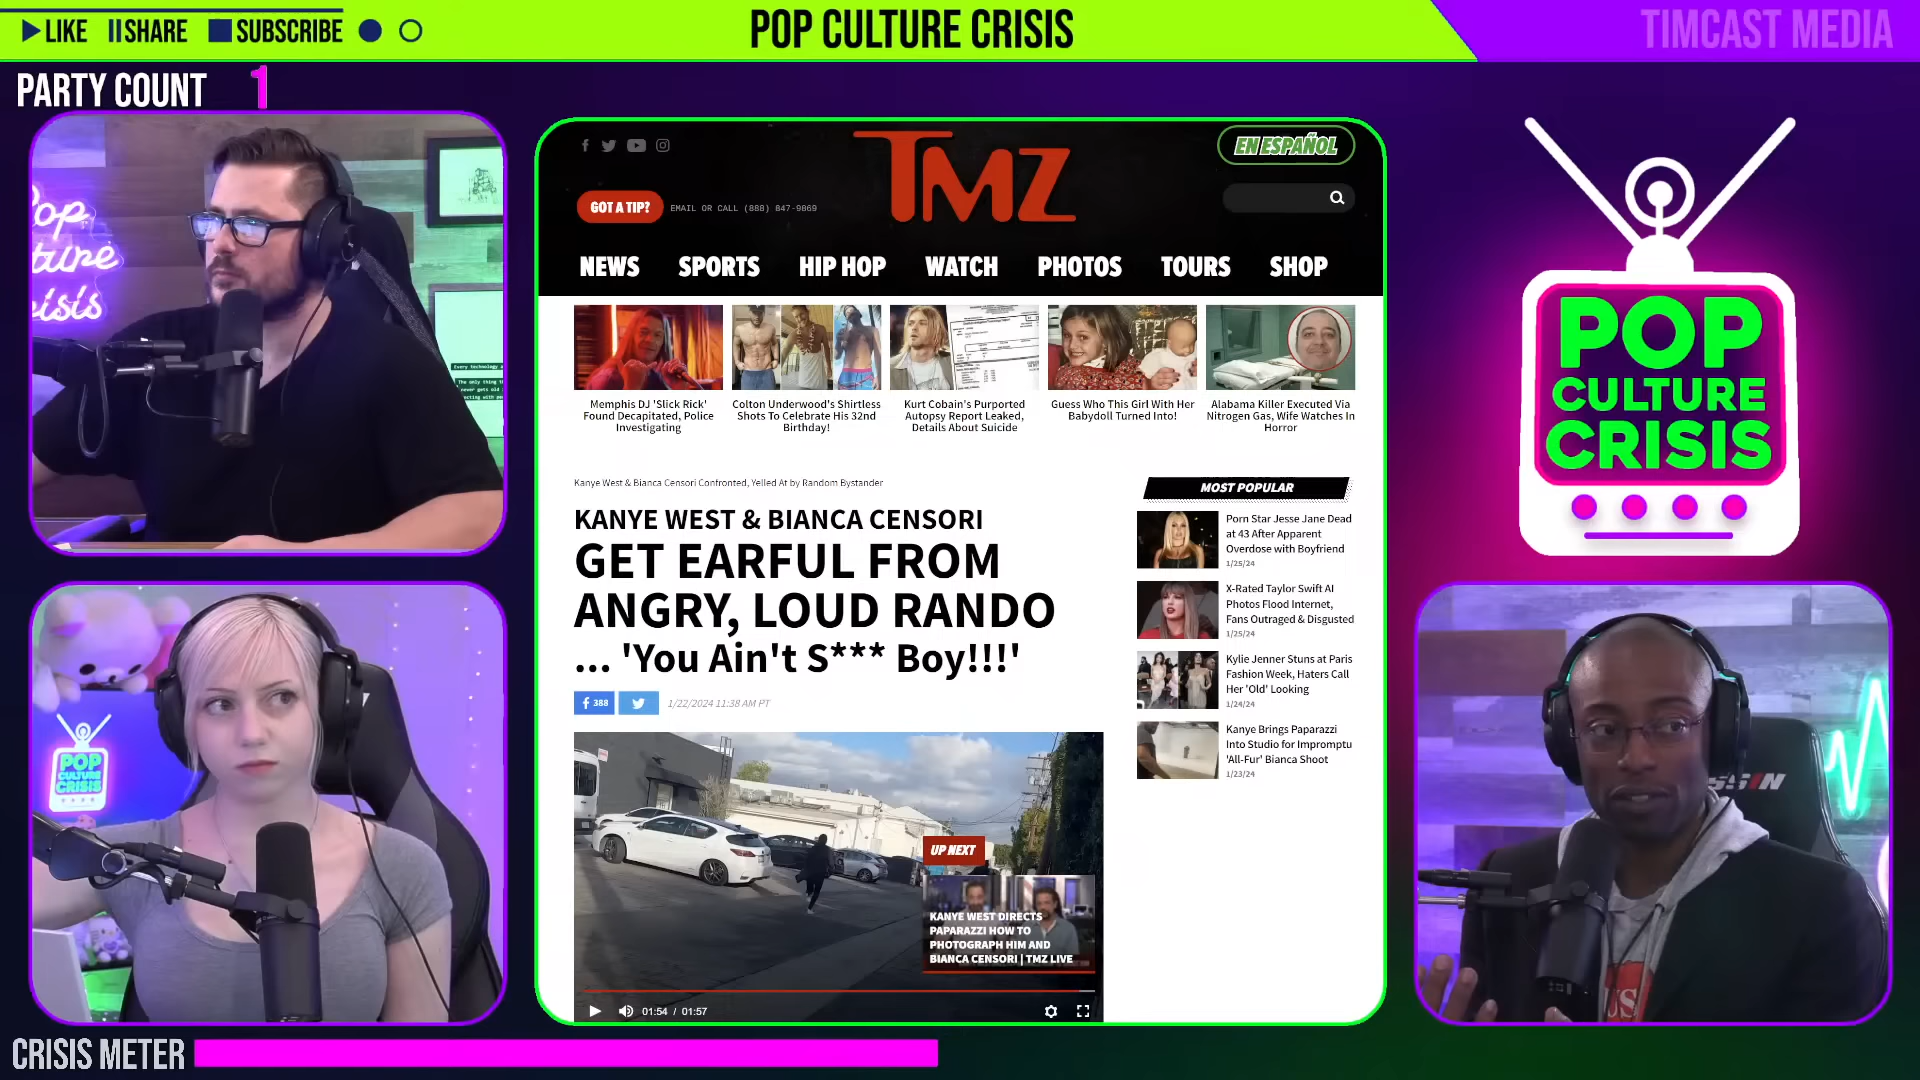 LIKE SHARE SUBSCRIBE
POP CULTURE CRISIS
TIMCAST MEDIA
PARTY COUNT 1
EN ESPAÑOL
TMZ
GOT A TIP? EMAIL OR CALL (888) 847-9869
NEWS SPORTS HIP HOP WATCH PHOTOS TOURS SHOP
Memphis DJ 'Slick Rick'
Found Decapitated, Police
Investigating
Colton Underwood's Shirtless
Shots To Celebrate His 32nd
Birthday!
Kurt Cobain's Purported
Autopsy Report Leaked,
Details About Suicide
Guess Who This Girl With Her
Babydoll Turned Into!
Alabama Killer Executed Via
Nitrogen Gas, Wife Watches In
Horror
Kanye West & Bianca Censori Confronted, Yelled At by Random Bystander
KANYE WEST & BIANCA CENSORI
GET EARFUL FROM
ANGRY, LOUD RANDO
... 'You Ain't S*** Boy!!!'
388
1/22/2024 11:38 AM PT
MOST POPULAR
Porn Star Jesse Jane Dead
at 43 After Apparent
Overdose with Boyfriend
1/25/24
X-Rated Taylor Swift AI
Photos Flood Internet,
Fans Outraged & Disgusted
1/25/24
Kylie Jenner Stuns at Paris
Fashion Week, Haters Call
Her 'Old' Looking
1/24/24
Kanye Brings Paparazzi
Into Studio for Impromptu
'All-Fur' Bianca Shoot
1/23/24
UP NEXT
KANYE WEST DIRECTS
PAPARAZZI HOW TO
PHOTOGRAPH HIM AND
BIANCA CENSORI | TMZ LIVE
01:54 / 01:57
POP
CULTURE
CRISIS
POP
CULTURE
CRISIS
CRISIS METER